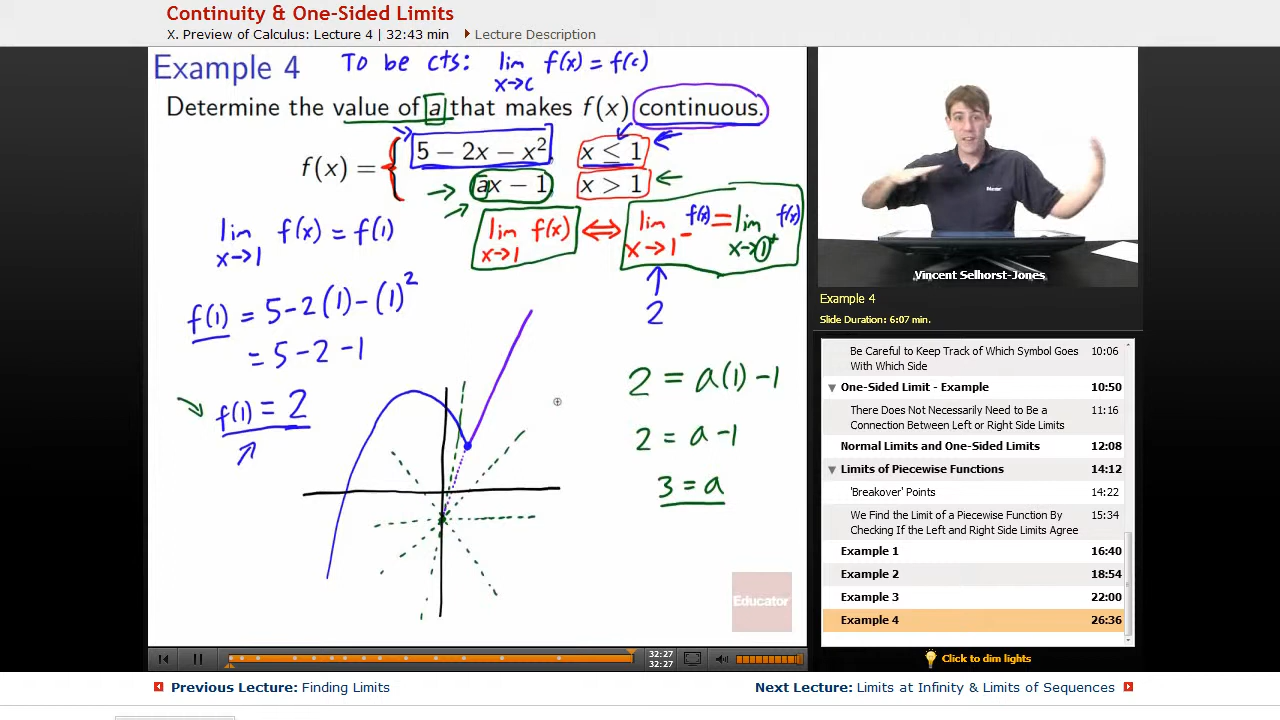 Continuity & One-Sided Limits
X. Preview of Calculus: Lecture 4 | 32:43 min
Lecture Description
Example 4
To be cts: lim f(x) = f(c)
x→c
Determine the value of a that makes f(x) continuous.
f(x) = { 5 − 2x − x² x ≤ 1
ax − 1 x > 1
lim f(x) = f(1)
x→1
lim f(x) ⇔ lim f(x) = lim f(x)
x→1 x→1⁻ x→1⁺
2
f(1) = 5-2(1)-(1)²
= 5-2-1
f(1) = 2
2 = a(1) -1
2 = a -1
3 = a
Educator
Vincent Selhorst-Jones
Example 4
Slide Duration: 6:07 min.
Be Careful to Keep Track of Which Symbol Goes With Which Side 10:06
One-Sided Limit - Example 10:50
There Does Not Necessarily Need to Be a Connection Between Left or Right Side Limits 11:16
Normal Limits and One-Sided Limits 12:08
Limits of Piecewise Functions 14:12
'Breakover' Points 14:22
We Find the Limit of a Piecewise Function By Checking If the Left and Right Side Limits Agree 15:34
Example 1 16:40
Example 2 18:54
Example 3 22:00
Example 4 26:36
32:27
32:27
Click to dim lights
Previous Lecture: Finding Limits
Next Lecture: Limits at Infinity & Limits of Sequences